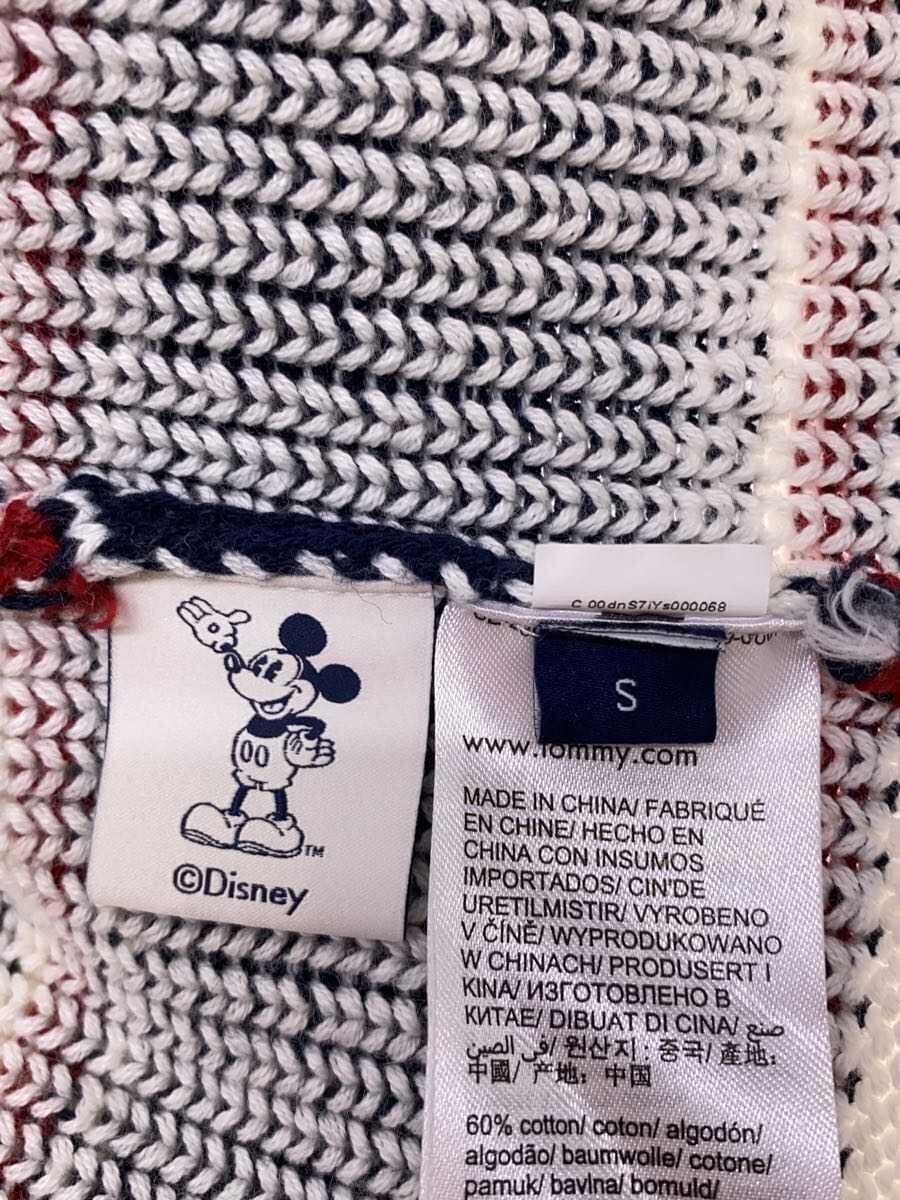 C 00dnS7iYs000068
S
TM
©Disney
www.tommy.com
MADE IN CHINA/ FABRIQUÉ
EN CHINE/ HECHO EN
CHINA CON INSUMOS
IMPORTADOS/ CIN'DE
URETILMISTIR/ VYROBENO
V ČÍNĚ/ WYPRODUKOWANO
W CHINACH/ PRODUSERT I
KINA/ ИЗГОТОВЛЕНО В
КИТАЕ/ DIBUAT DI CINA/ صنع
في الصين/ 원산지 : 중국/ 產地:
中國/ 产地: 中国
60% cotton/ coton/ algodón/
algodão/ baumwolle/ cotone/
pamuk/ bavlna/ bomuld/